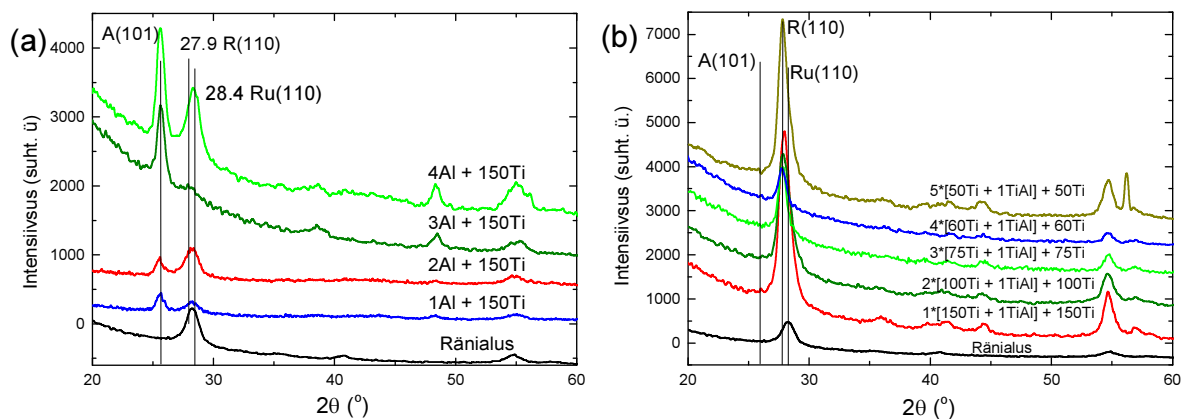 (a)
A(101)
27.9 R(110)
28.4 Ru(110)
4Al + 150Ti
3Al + 150Ti
2Al + 150Ti
1Al + 150Ti
Ränialus
Intensiivsus (suht. ü)
4000
3000
2000
1000
0
20 30 40 50 60
2θ (°)
(b)
R(110)
A(101)
Ru(110)
5*[50Ti + 1TiAl] + 50Ti
4*[60Ti + 1TiAl] + 60Ti
3*[75Ti + 1TiAl] + 75Ti
2*[100Ti + 1TiAl] + 100Ti
1*[150Ti + 1TiAl] + 150Ti
Ränialus
Intensiivsus (suht. ü.)
7000
6000
5000
4000
3000
2000
1000
0
20 30 40 50 60
2θ (°)